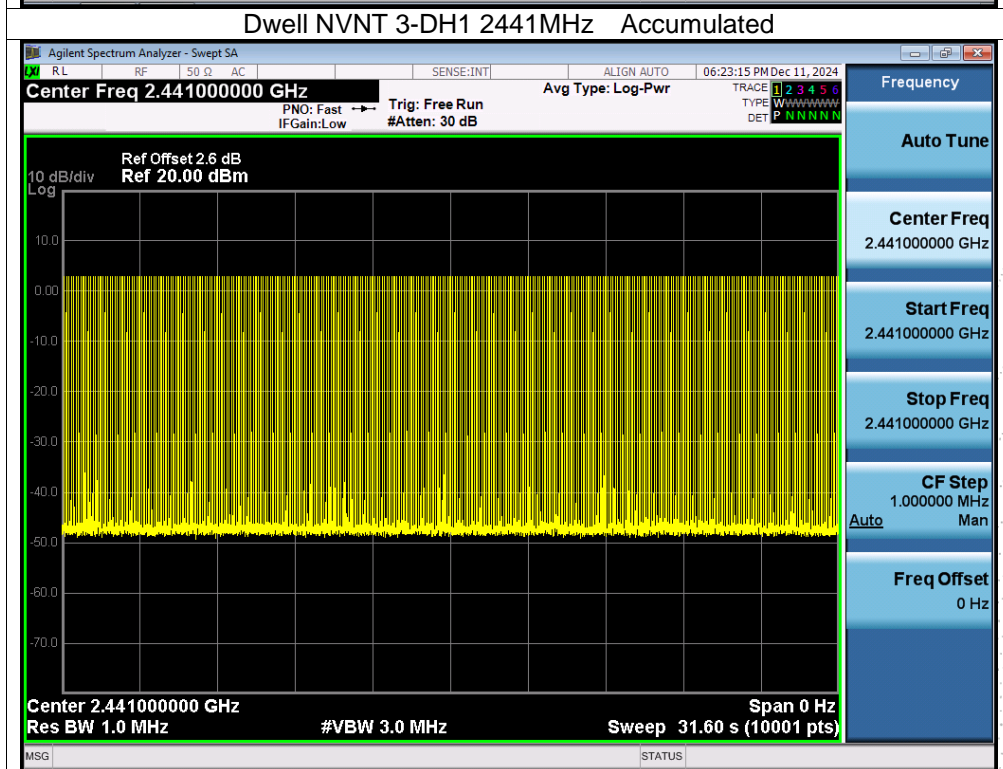 Dwell NVNT 3-DH1 2441MHz Accumulated
Agilent Spectrum Analyzer - Swept SA
LXI RL RF 50 Ω AC SENSE:INT ALIGN AUTO 06:23:15 PM Dec 11, 2024
Center Freq 2.441000000 GHz
PNO: Fast
IFGain:Low
Trig: Free Run
#Atten: 30 dB
Avg Type: Log-Pwr
TRACE 1 2 3 4 5 6
TYPE WWWWWWW
DET P N N N N N
Ref Offset 2.6 dB
10 dB/div Ref 20.00 dBm
Log
10.0
0.00
-10.0
-20.0
-30.0
-40.0
-50.0
-60.0
-70.0
Center 2.441000000 GHz Span 0 Hz
Res BW 1.0 MHz #VBW 3.0 MHz Sweep 31.60 s (10001 pts)
MSG STATUS
Frequency
Auto Tune
Center Freq
2.441000000 GHz
Start Freq
2.441000000 GHz
Stop Freq
2.441000000 GHz
CF Step
1.000000 MHz
Auto Man
Freq Offset
0 Hz